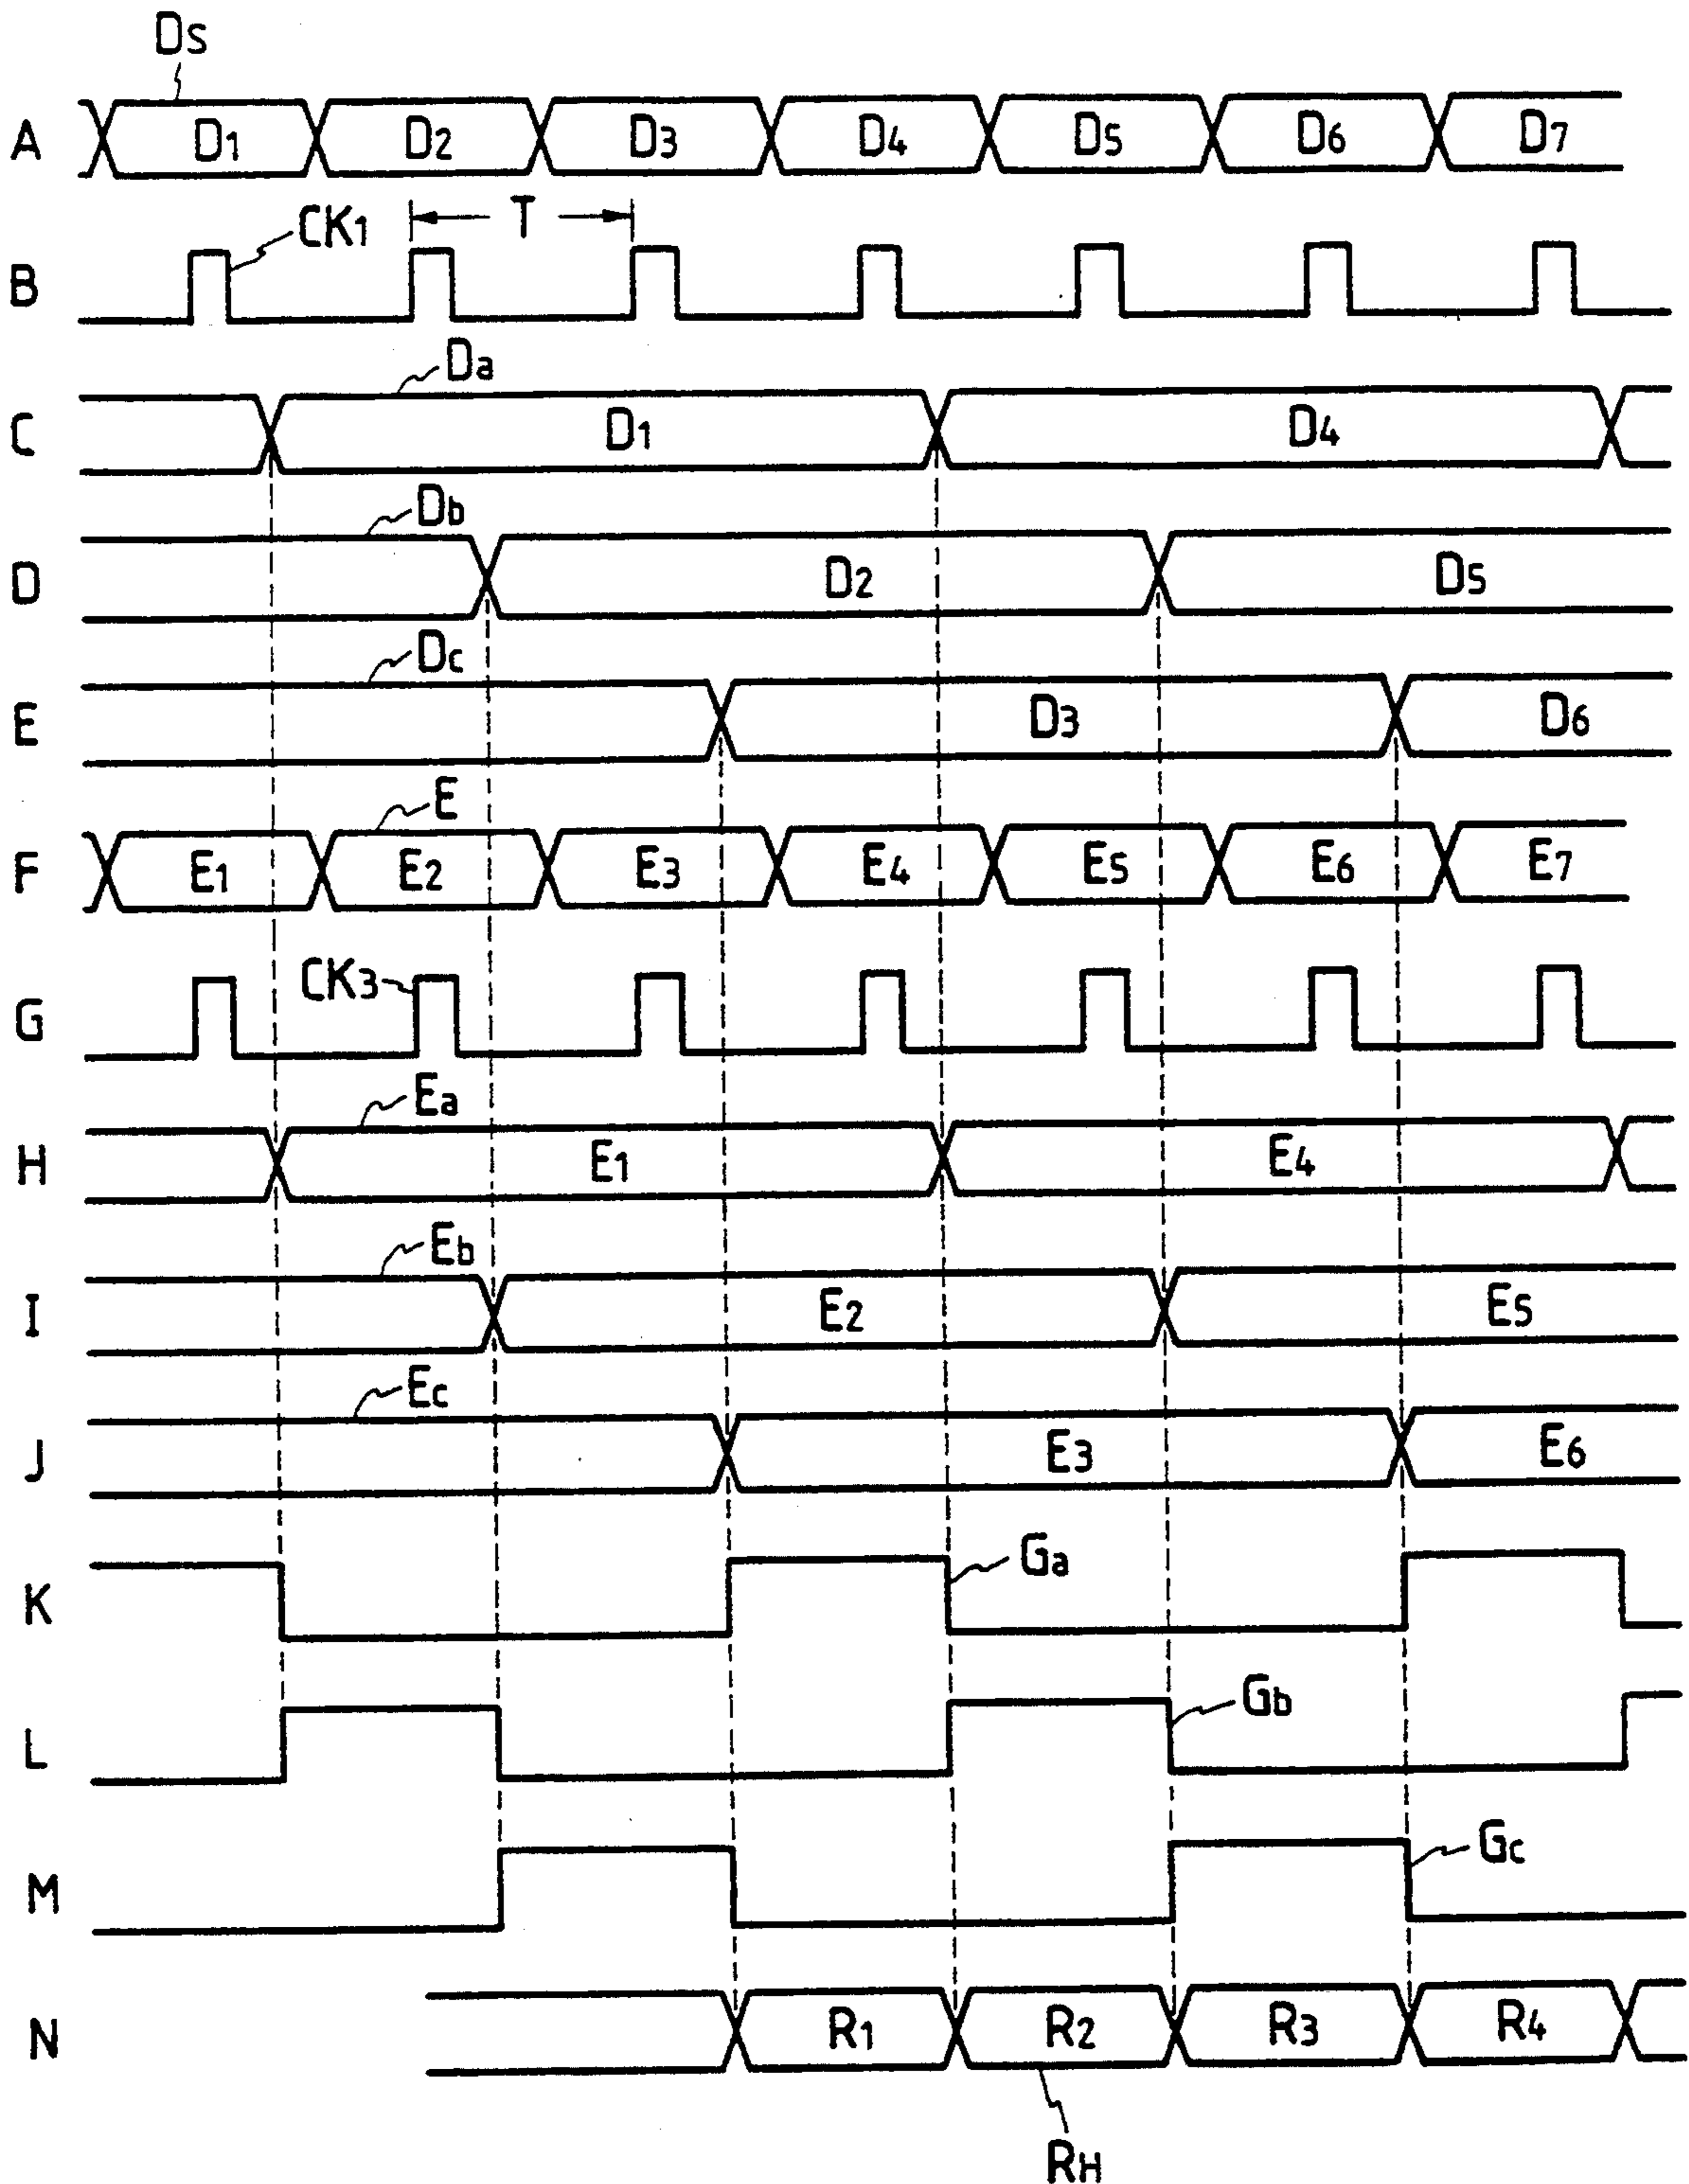 Ds
A D1 D2 D3 D4 D5 D6 D7
T
B CK1
Da
C D1 D4
Db
D D2 D5
Dc
E D3 D6
E
F E1 E2 E3 E4 E5 E6 E7
G CK3
Ea
H E1 E4
Eb
I E2 E5
Ec
J E3 E6
K Ga
L Gb
M Gc
N R1 R2 R3 R4
RH